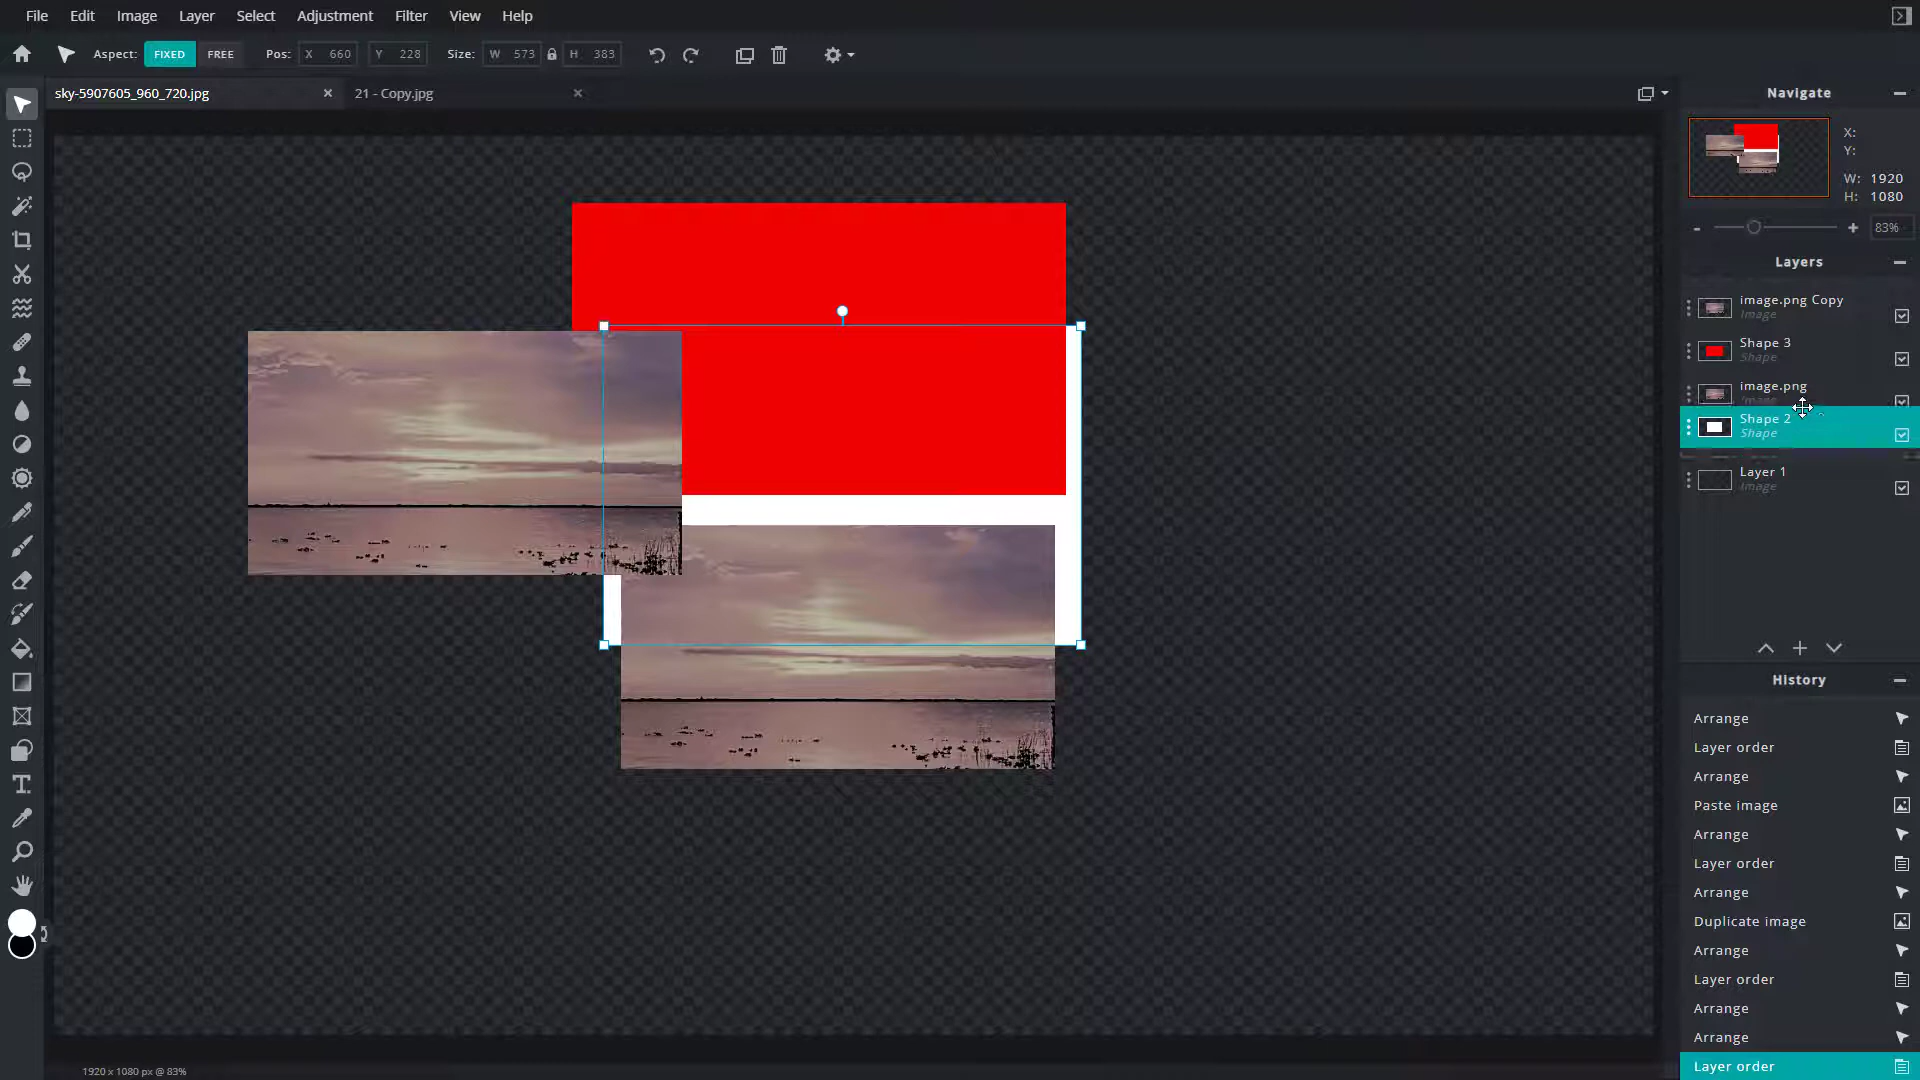 File Edit Image Layer Select Adjustment Filter View Help
Aspect: FIXED FREE Pos: X 660 Y 228 Size: W 573 H 383
sky-5907605_960_720.jpg 21 - Copy.jpg
Navigate
X:
Y:
W: 1920
H: 1080
83%
Layers
image.png Copy
Image
Shape 3
Shape
image.png
Image
Shape 2
Shape
Layer 1
Image
History
Arrange
Layer order
Arrange
Paste image
Arrange
Layer order
Arrange
Duplicate image
Arrange
Layer order
Arrange
Arrange
Layer order
1920 x 1080 px @ 83%